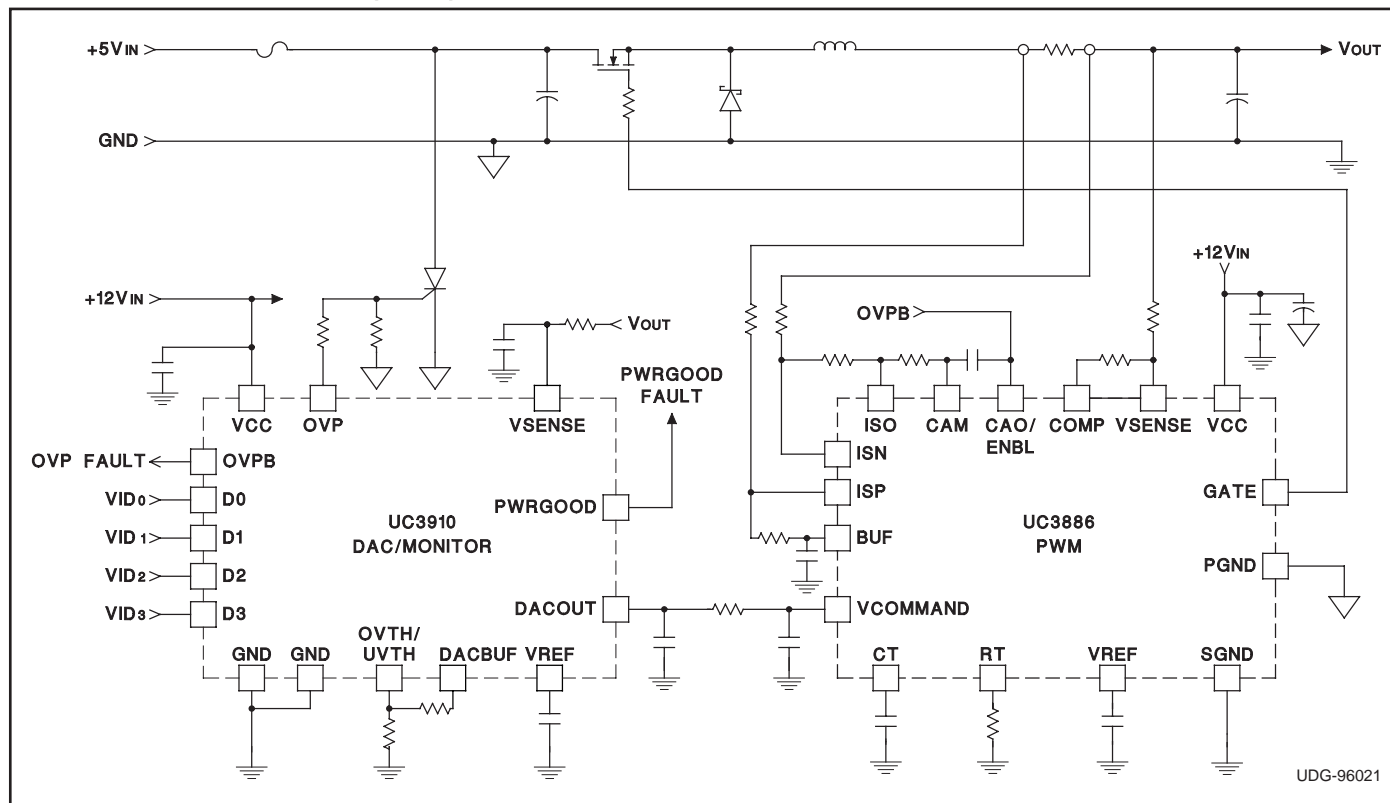 +5VIN
VOUT
GND
+12VIN
+12VIN
OVPB
VOUT
PWRGOOD
FAULT
VCC
OVP
VSENSE
ISO
CAM
CAO/
ENBL
COMP
VSENSE
VCC
OVP FAULT
OVPB
ISN
VID0
D0
PWRGOOD
ISP
GATE
VID1
D1
UC3910
DAC/MONITOR
BUF
UC3886
PWM
VID2
D2
PGND
VID3
D3
DACOUT
VCOMMAND
GND
GND
OVTH/
UVTH
DACBUF
VREF
CT
RT
VREF
SGND
UDG-96021